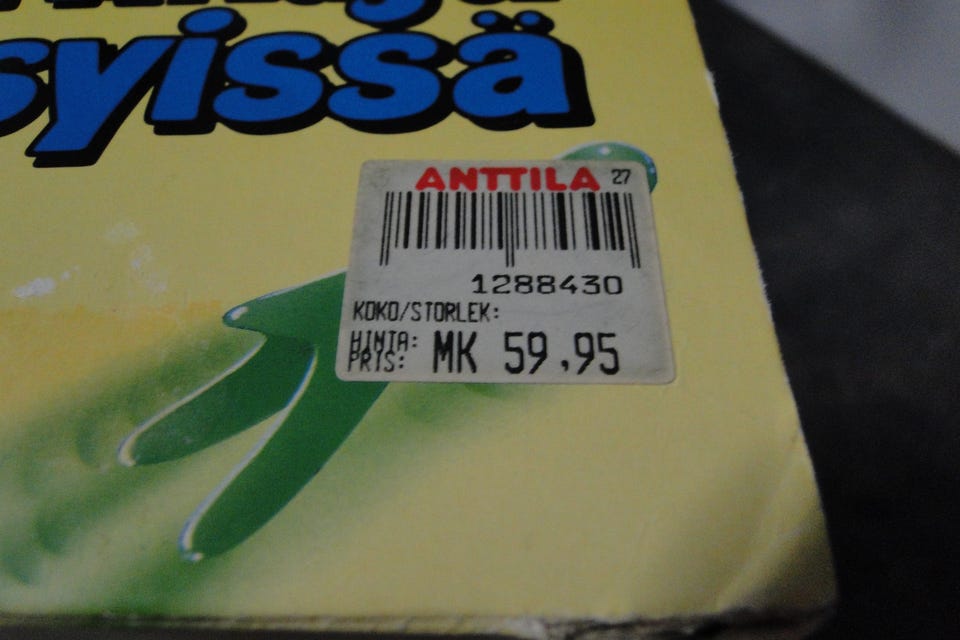 syissä
ANTTILA 27
1288430
KOKO/STORLEK:
HINTA:
PRIS: MK 59,95